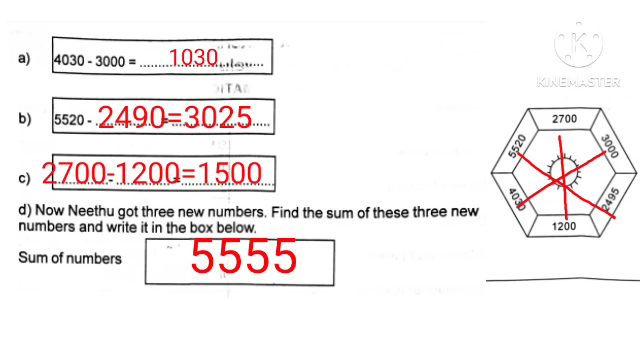 a) 4030 - 3000 = .........1030..........
b) 5520 - ..2490=3025.....
c) 2700-1200=1500
d) Now Neethu got three new numbers. Find the sum of these three new
numbers and write it in the box below.
Sum of numbers 5555
K
KINEMASTER
2700
3000
2495
1200
4030
5520